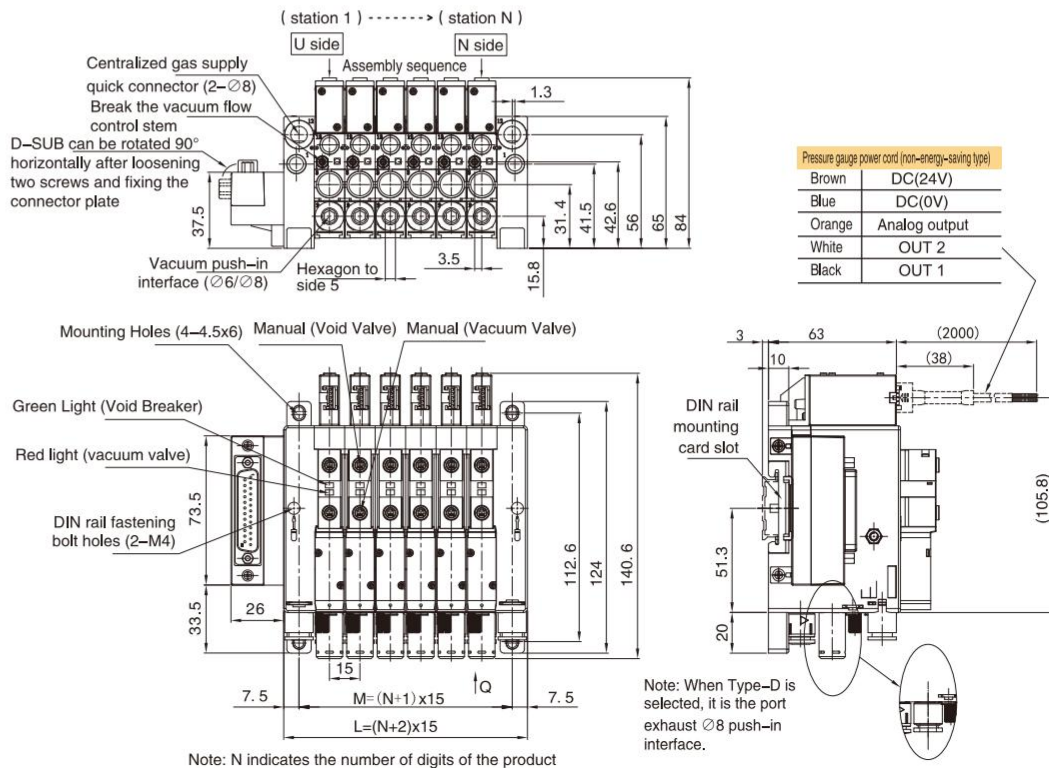 ( station 1 ) ( station N )
U side
N side
Assembly sequence
Centralized gas supply
quick connector (2-∅8)
Break the vacuum flow
control stem
D-SUB can be rotated 90°
horizontally after loosening
two screws and fixing the
connector plate
37.5
Vacuum push-in
interface (∅6/∅8)
Hexagon to
side 5
3.5
1.3
15.8
31.4
41.5
42.6
56
65
84
Pressure gauge power cord (non-energy-saving type)
Brown DC(24V)
Blue DC(0V)
Orange Analog output
White OUT 2
Black OUT 1
Mounting Holes (4-4.5x6)
Manual (Void Valve)
Manual (Vacuum Valve)
Green Light (Void Breaker)
Red light (vacuum valve)
DIN rail fastening
bolt holes (2-M4)
73.5
33.5
26
15
7.5
M=(N+1)x15
7.5
L=(N+2)x15
Q
112.6
124
140.6
Note: N indicates the number of digits of the product
3
63
(2000)
10
(38)
DIN rail
mounting
card slot
51.3
20
(105.8)
Note: When Type-D is
selected, it is the port
exhaust ∅8 push-in
interface.